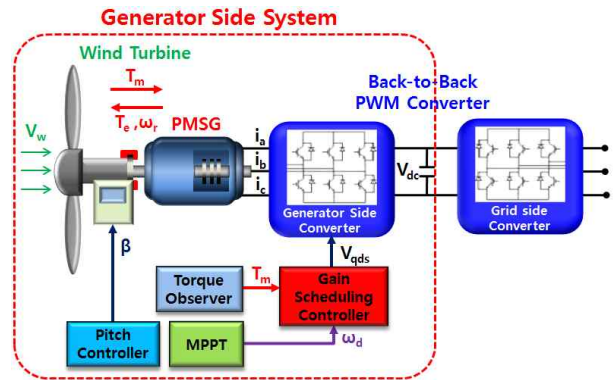 Generator Side System
Wind Turbine
Tm
Te ,ωr
Vw
PMSG
Back-to-Back
PWM Converter
ia
ib
ic
Vdc
Generator Side
Converter
Grid side
Converter
β
Vqds
Torque
Observer
Tm
Gain
Scheduling
Controller
Pitch
Controller
MPPT
ωd